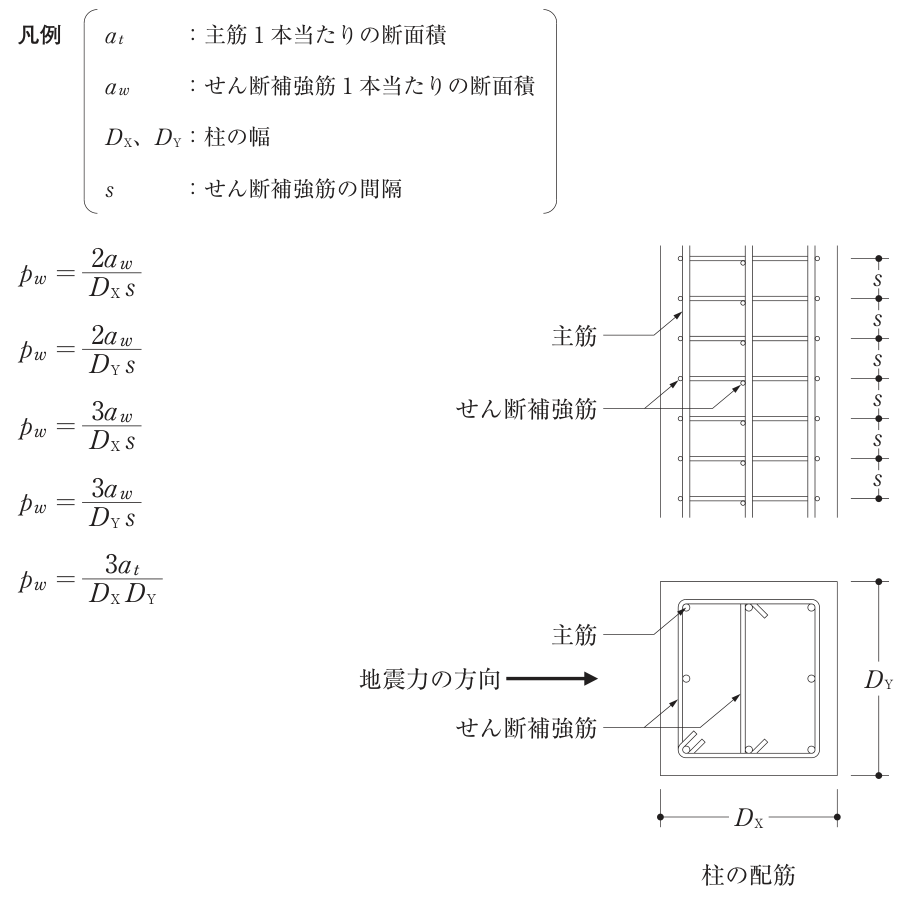 凡例
a_t ：主筋１本当たりの断面積
a_w ：せん断補強筋１本当たりの断面積
D_X、D_Y：柱の幅
s ：せん断補強筋の間隔
p_w = 2a_w / D_X s
p_w = 2a_w / D_Y s
p_w = 3a_w / D_X s
p_w = 3a_w / D_Y s
p_w = 3a_t / D_X D_Y
主筋
せん断補強筋
s
s
s
s
s
s
主筋
地震力の方向
せん断補強筋
D_Y
D_X
柱の配筋